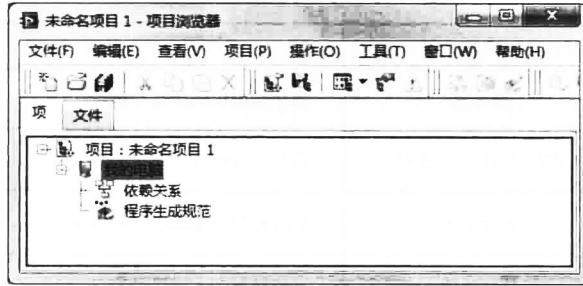 未命名项目 1 - 项目浏览器
文件(F) 编辑(E) 查看(V) 项目(P) 操作(O) 工具(T) 窗口(W) 帮助(H)
项 文件
项目：未命名项目 1
我的电脑
依赖关系
程序生成规范